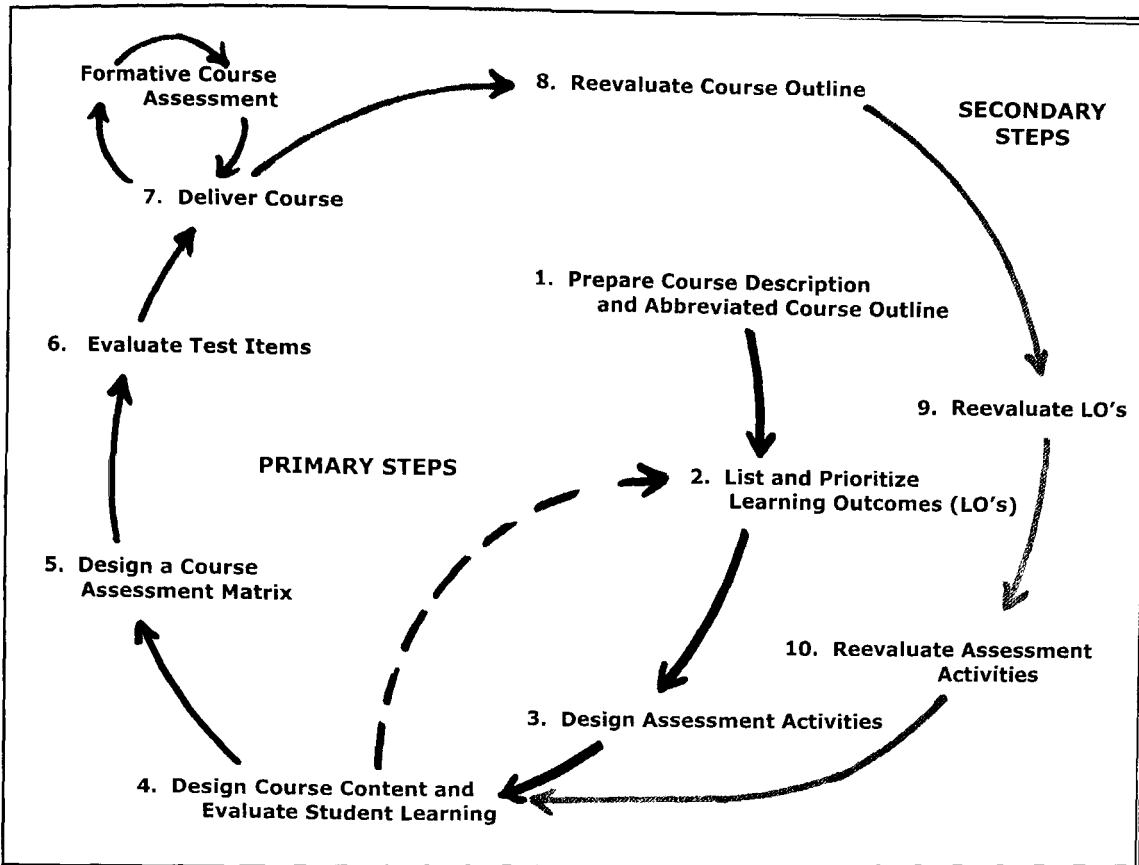 Formative Course
Assessment
8. Reevaluate Course Outline
SECONDARY
STEPS
7. Deliver Course
1. Prepare Course Description
and Abbreviated Course Outline
6. Evaluate Test Items
9. Reevaluate LO's
PRIMARY STEPS
2. List and Prioritize
Learning Outcomes (LO's)
5. Design a Course
Assessment Matrix
10. Reevaluate Assessment
Activities
3. Design Assessment Activities
4. Design Course Content and
Evaluate Student Learning